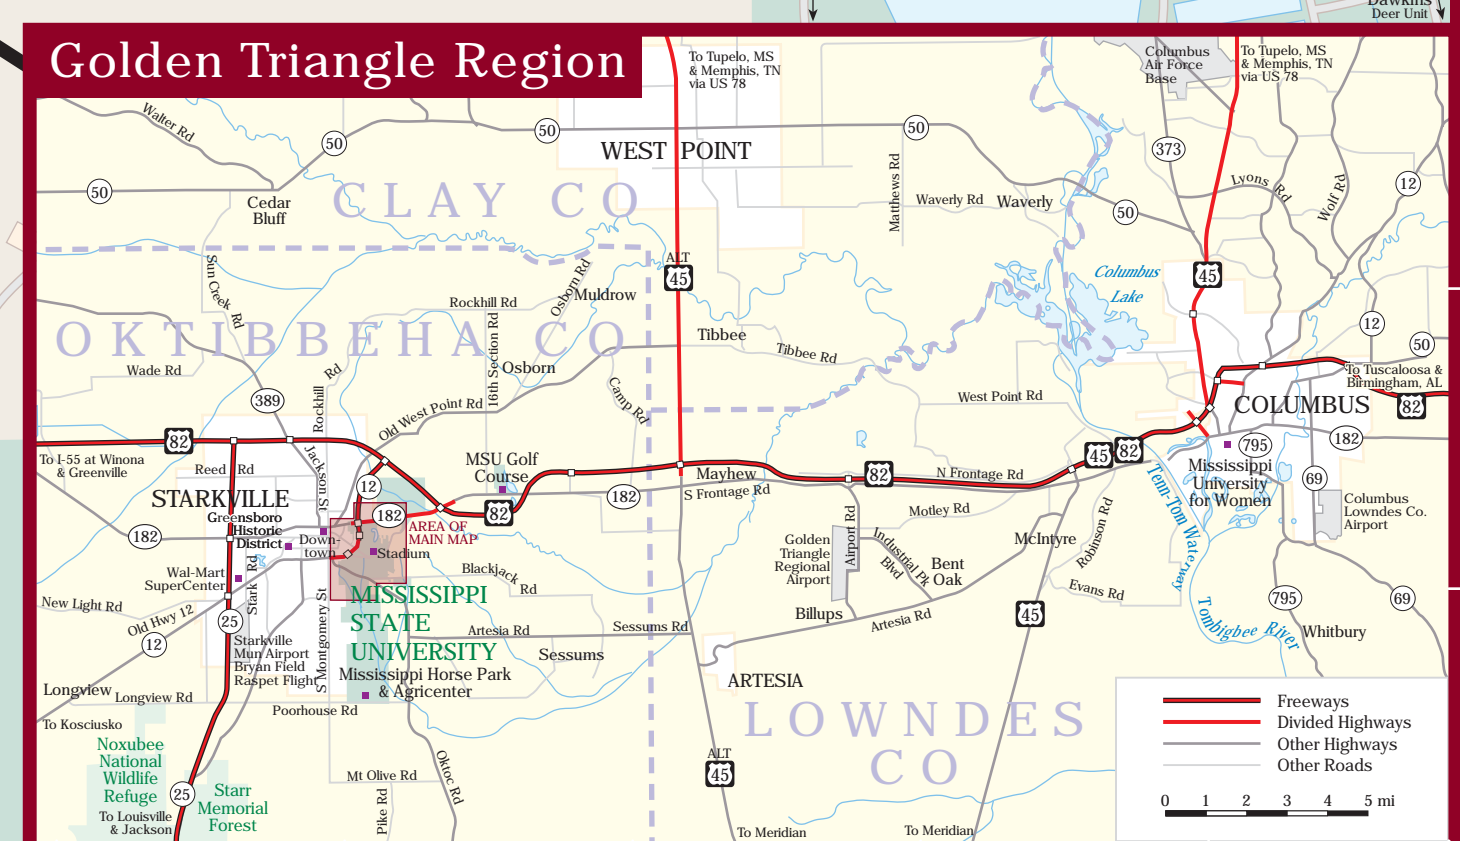 Dawkins
Deer Unit
Golden Triangle Region
To Tupelo, MS
& Memphis, TN
via US 78
Columbus
Air Force
Base
To Tupelo, MS
& Memphis, TN
via US 78
Walter Rd
50
50
50
WEST POINT
373
50
Cedar
Bluff
CLAY CO
Matthews Rd
Waverly Rd
Waverly
50
Lyons Rd
Wolf Rd
12
Sun Creek Rd
Osborn Rd
Muldrow
ALT
45
Columbus
Lake
45
Rockhill Rd
16th Section Rd
OKTIBBEHA CO
Tibbee
Tibbee Rd
12
50
Wade Rd
Rockhill Rd
Osborn
Camp Rd
To Tuscaloosa &
Birmingham, AL
82
389
Old West Point Rd
West Point Rd
COLUMBUS
82
To I-55 at Winona
& Greenville
Reed Rd
Jackson St
MSU Golf
Course
Mayhew
82
N Frontage Rd
45
82
795
182
Mississippi
University
for Women
69
STARKVILLE
12
182
82
182
S Frontage Rd
Motley Rd
Tenn-Tom Waterway
Columbus
Lowndes Co.
Airport
Greensboro
Historic
District
182
Down-
town
AREA OF
MAIN MAP
Stadium
Golden
Triangle
Regional
Airport
Airport Rd
Industrial Pk
Blvd
Bent
Oak
McIntyre
Robinson Rd
Wal-Mart
SuperCenter
Stark Rd
Blackjack
Rd
Evans Rd
New Light Rd
Old Hwy 12
12
25
S Montgomery St
MISSISSIPPI
STATE
UNIVERSITY
Artesia Rd
Sessums Rd
Billups
Artesia Rd
45
795
69
Tombigbee River
Whitbury
Starkville
Mun Airport
Bryan Field
Raspet Flight
Sessums
Mississippi Horse Park
& Agricenter
ARTESIA
Longview
Longview Rd
Poorhouse Rd
To Kosciusko
LOWNDES
CO
Noxubee
National
Wildlife
Refuge
Starr
Memorial
Forest
25
Mt Olive Rd
Pike Rd
Oktoc Rd
ALT
45
To Louisville
& Jackson
To Meridian
To Meridian
Freeways
Divided Highways
Other Highways
Other Roads
0 1 2 3 4 5 mi